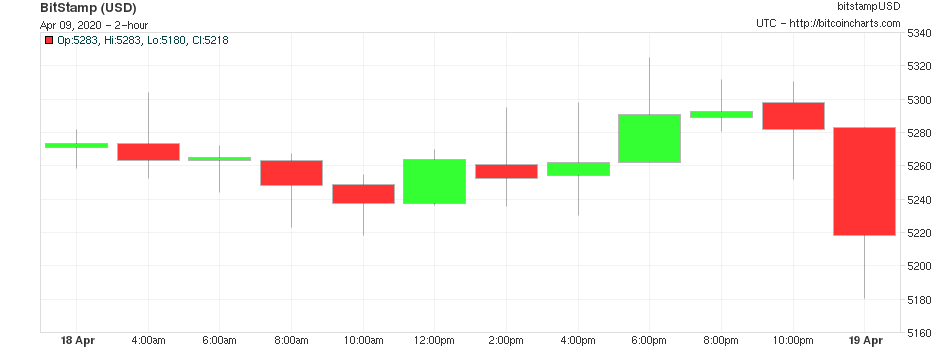 BitStamp (USD)
bitstampUSD
Apr 09, 2020 - 2-hour
UTC - http://bitcoincharts.com
Op:5283, Hi:5283, Lo:5180, Cl:5218
5340
5320
5300
5280
5260
5240
5220
5200
5180
5160
18 Apr 4:00am 6:00am 8:00am 10:00am 12:00pm 2:00pm 4:00pm 6:00pm 8:00pm 10:00pm 19 Apr